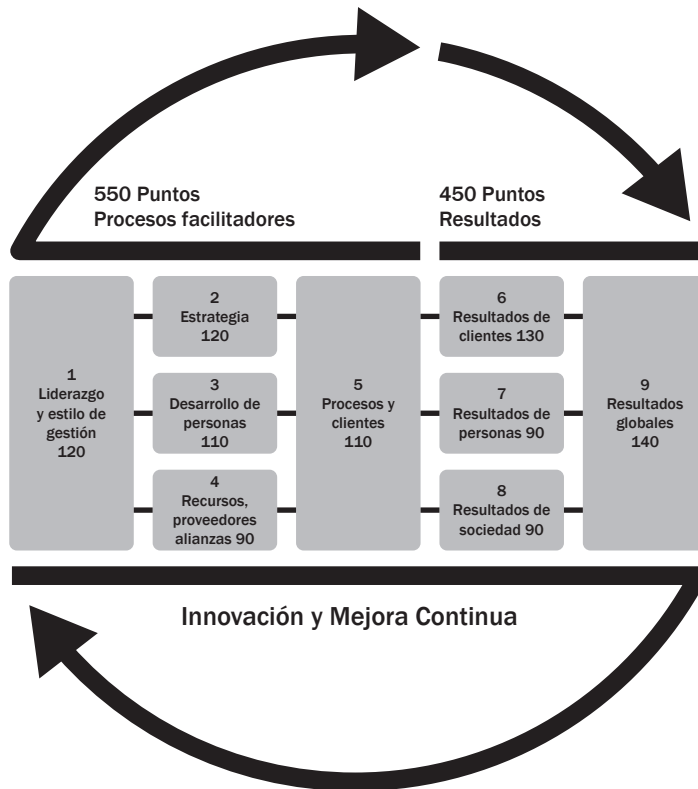 550 Puntos
Procesos facilitadores
450 Puntos
Resultados
1
Liderazgo
y estilo de
gestión
120
2
Estrategia
120
3
Desarrollo de
personas
110
4
Recursos,
proveedores
alianzas 90
5
Procesos y
clientes
110
6
Resultados de
clientes 130
7
Resultados de
personas 90
8
Resultados de
sociedad 90
9
Resultados
globales
140
Innovación y Mejora Continua